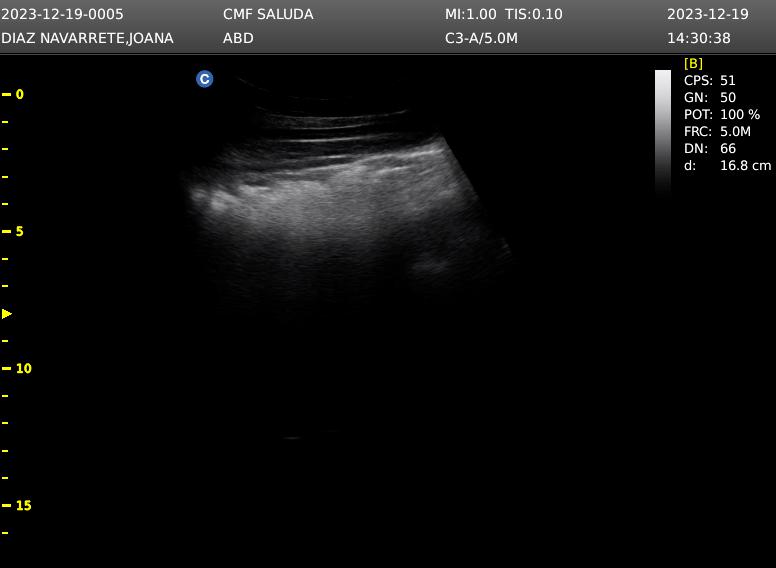 2023-12-19-0005 CMF SALUDA MI:1.00 TIS:0.10 2023-12-19
DIAZ NAVARRETE,JOANA ABD C3-A/5.0M 14:30:38
C
[B]
CPS: 51
GN: 50
POT: 100 %
FRC: 5.0M
DN: 66
d: 16.8 cm
0
5
10
15